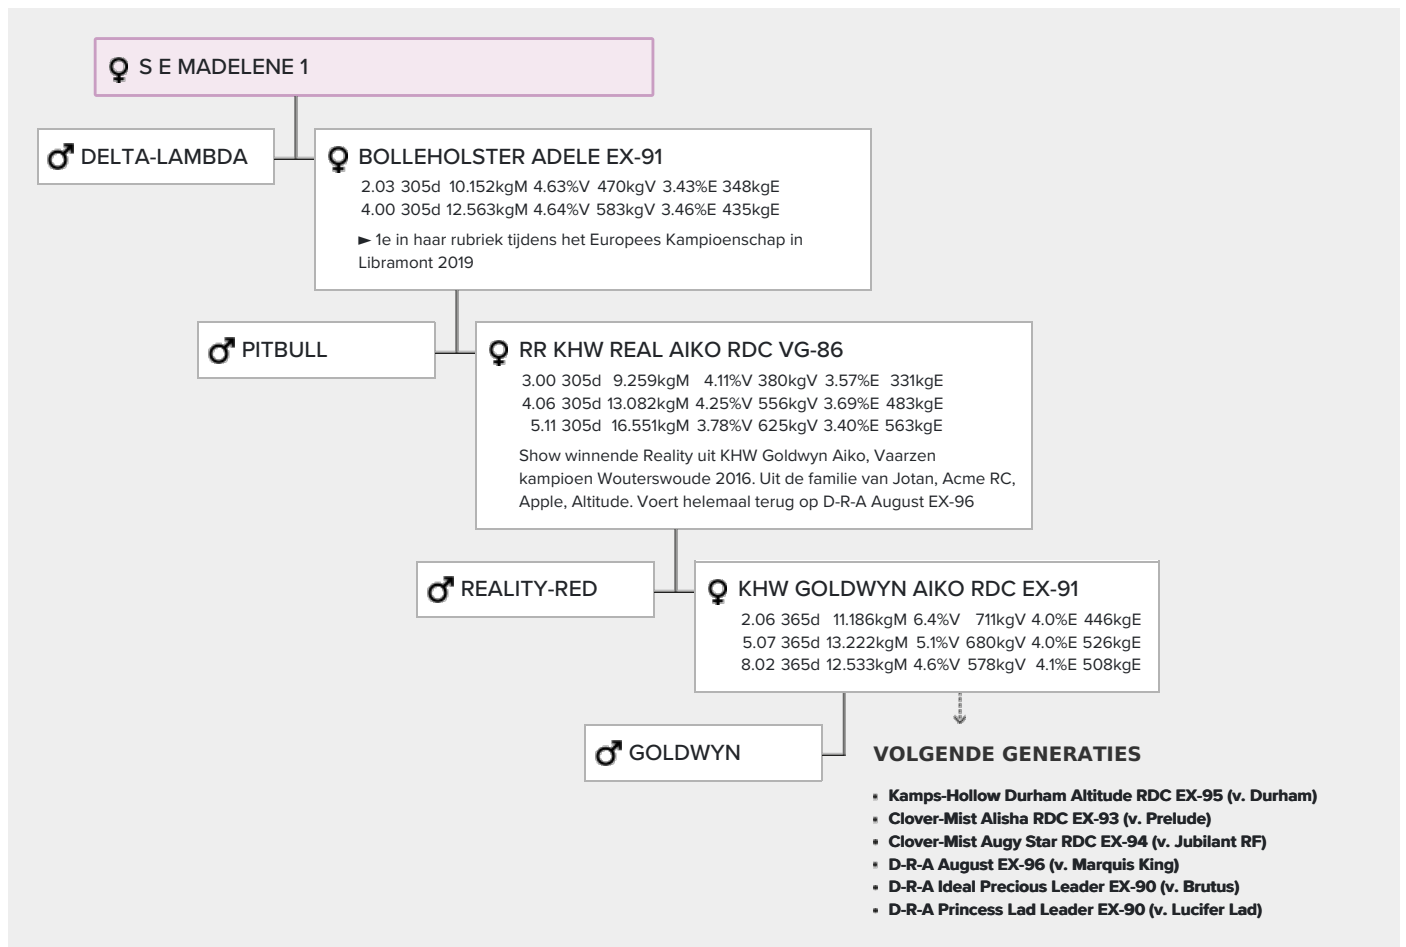 S E MADELENE 1
DELTA-LAMBDA
BOLLEHOLSTER ADELE EX-91
2.03 305d 10.152kgM 4.63%V 470kgV 3.43%E 348kgE
4.00 305d 12.563kgM 4.64%V 583kgV 3.46%E 435kgE
► 1e in haar rubriek tijdens het Europees Kampioenschap in
Libramont 2019
PITBULL
RR KHW REAL AIKO RDC VG-86
3.00 305d 9.259kgM 4.11%V 380kgV 3.57%E 331kgE
4.06 305d 13.082kgM 4.25%V 556kgV 3.69%E 483kgE
5.11 305d 16.551kgM 3.78%V 625kgV 3.40%E 563kgE
Show winnende Reality uit KHW Goldwyn Aiko, Vaarzen
kampioen Wouterswoude 2016. Uit de familie van Jotan, Acme RC,
Apple, Altitude. Voert helemaal terug op D-R-A August EX-96
REALITY-RED
KHW GOLDWYN AIKO RDC EX-91
2.06 365d 11.186kgM 6.4%V 711kgV 4.0%E 446kgE
5.07 365d 13.222kgM 5.1%V 680kgV 4.0%E 526kgE
8.02 365d 12.533kgM 4.6%V 578kgV 4.1%E 508kgE
GOLDWYN
VOLGENDE GENERATIES
• Kamps-Hollow Durham Altitude RDC EX-95 (v. Durham)
• Clover-Mist Alisha RDC EX-93 (v. Prelude)
• Clover-Mist Augy Star RDC EX-94 (v. Jubilant RF)
• D-R-A August EX-96 (v. Marquis King)
• D-R-A Ideal Precious Leader EX-90 (v. Brutus)
• D-R-A Princess Lad Leader EX-90 (v. Lucifer Lad)